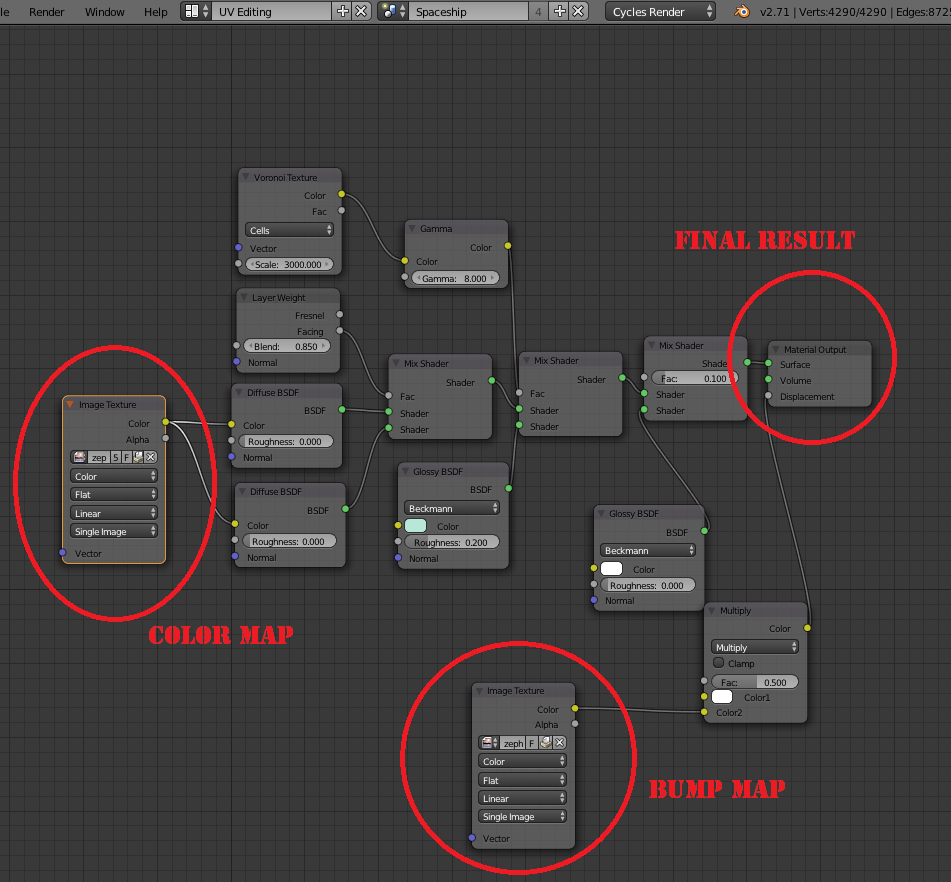 le Render Window Help UV Editing Spaceship 4 Cycles Render v2.71 | Verts:4290/4290 | Edges:8725
Voronoi Texture
Color
Fac
Cells
Vector
Scale: 3000.000
Gamma
Color
Color
Gamma: 8.000
FINAL RESULT
Layer Weight
Fresnel
Facing
Blend: 0.850
Normal
Mix Shader
Shader
Fac
Shader
Shader
Mix Shader
Shader
Fac
Shader
Shader
Mix Shader
Shade
Fac: 0.100
Shader
Shader
Material Output
Surface
Volume
Displacement
Image Texture
Color
Alpha
zep 5 F
Color
Flat
Linear
Single Image
Vector
Diffuse BSDF
BSDF
Color
Roughness: 0.000
Normal
Diffuse BSDF
BSDF
Color
Roughness: 0.000
Normal
Glossy BSDF
BSDF
Beckmann
Color
Roughness: 0.200
Normal
Glossy BSDF
BSDF
Beckmann
Color
Roughness: 0.000
Normal
COLOR MAP
Multiply
Color
Multiply
Clamp
Fac: 0.500
Color1
Color2
Image Texture
Color
Alpha
zeph F
Color
Flat
Linear
Single Image
Vector
BUMP MAP